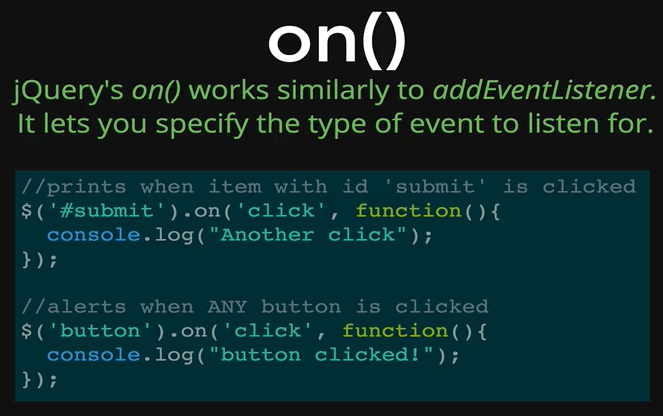 on()
jQuery's on() works similarly to addEventListener.
It lets you specify the type of event to listen for.
//prints when item with id 'submit' is clicked
$('#submit').on('click', function(){
  console.log("Another click");
});

//alerts when ANY button is clicked
$('button').on('click', function(){
  console.log("button clicked!");
});